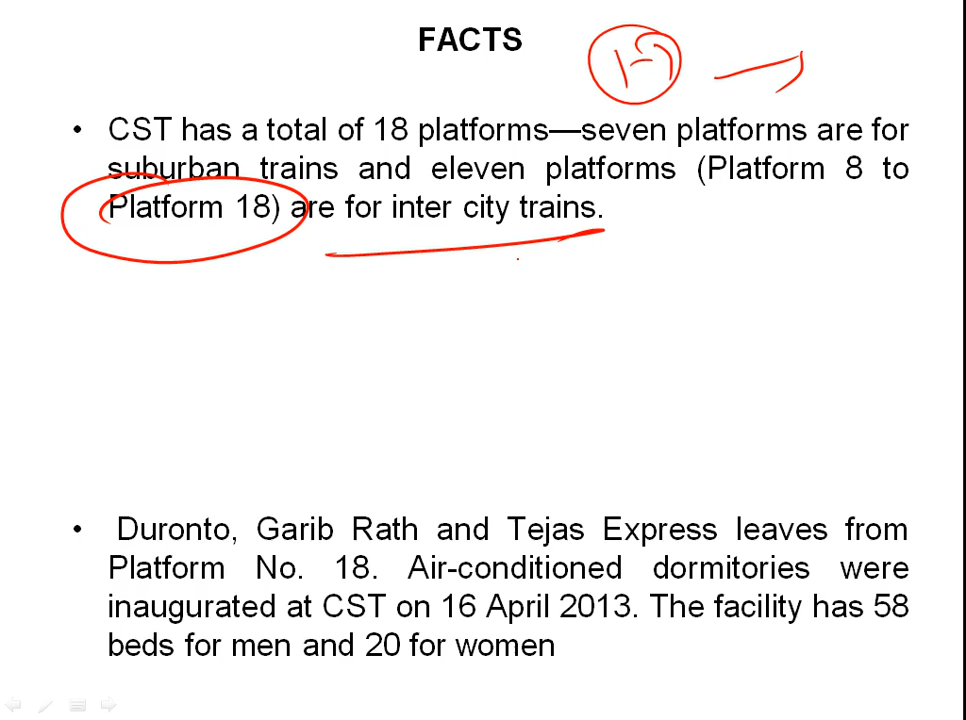 FACTS
1-7
• CST has a total of 18 platforms—seven platforms are for
suburban trains and eleven platforms (Platform 8 to
Platform 18) are for inter city trains.
• Duronto, Garib Rath and Tejas Express leaves from
Platform No. 18. Air-conditioned dormitories were
inaugurated at CST on 16 April 2013. The facility has 58
beds for men and 20 for women